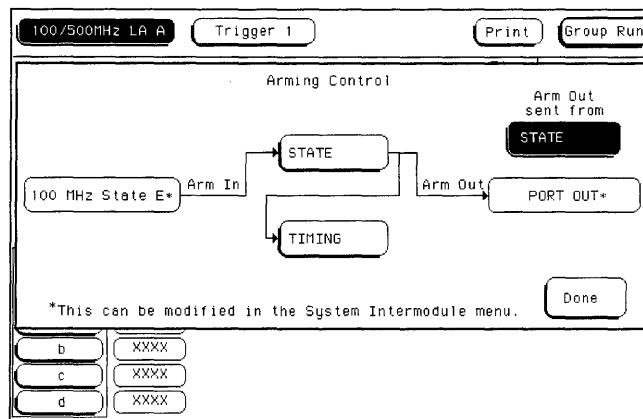 100/500MHz LA A
Trigger 1
Print
Group Run
Arming Control
Arm Out
sent from
STATE
STATE
100 MHz State E*
Arm In
Arm Out
PORT OUT*
TIMING
Done
*This can be modified in the System Intermodule menu.
b XXXX
c XXXX
d XXXX